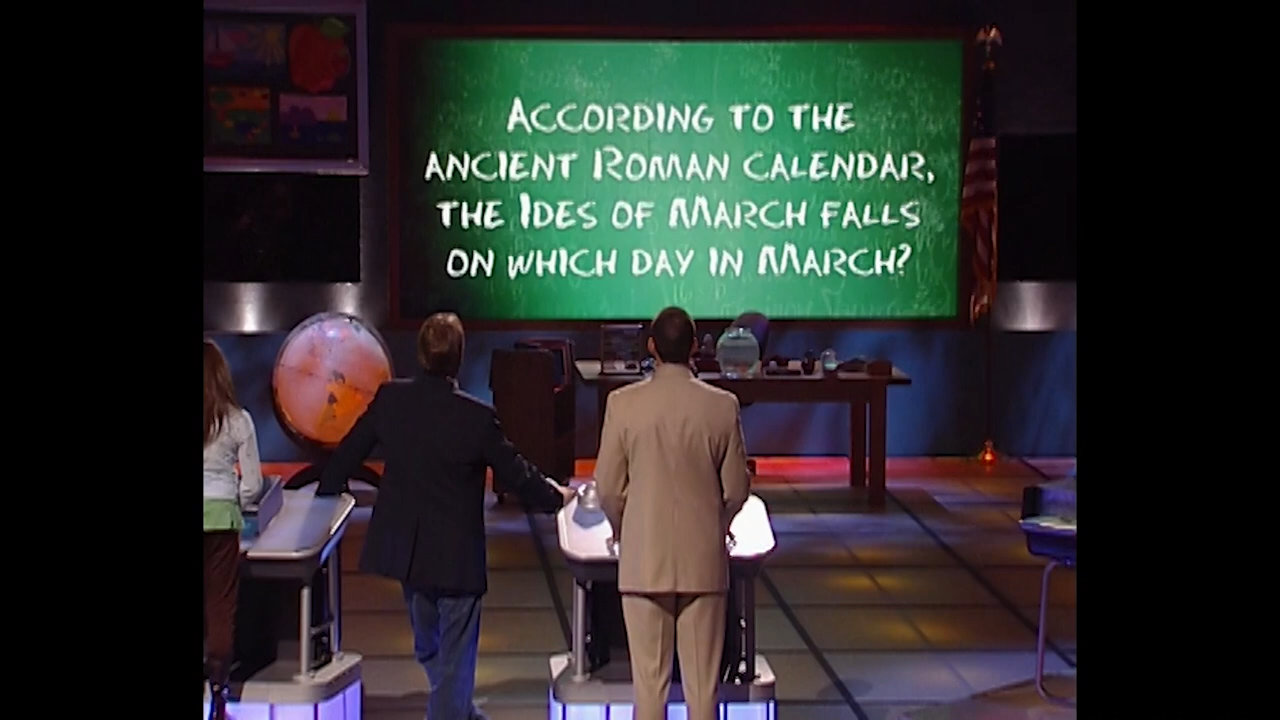 According to the
ancient Roman calendar,
the Ides of March falls
on which day in March?